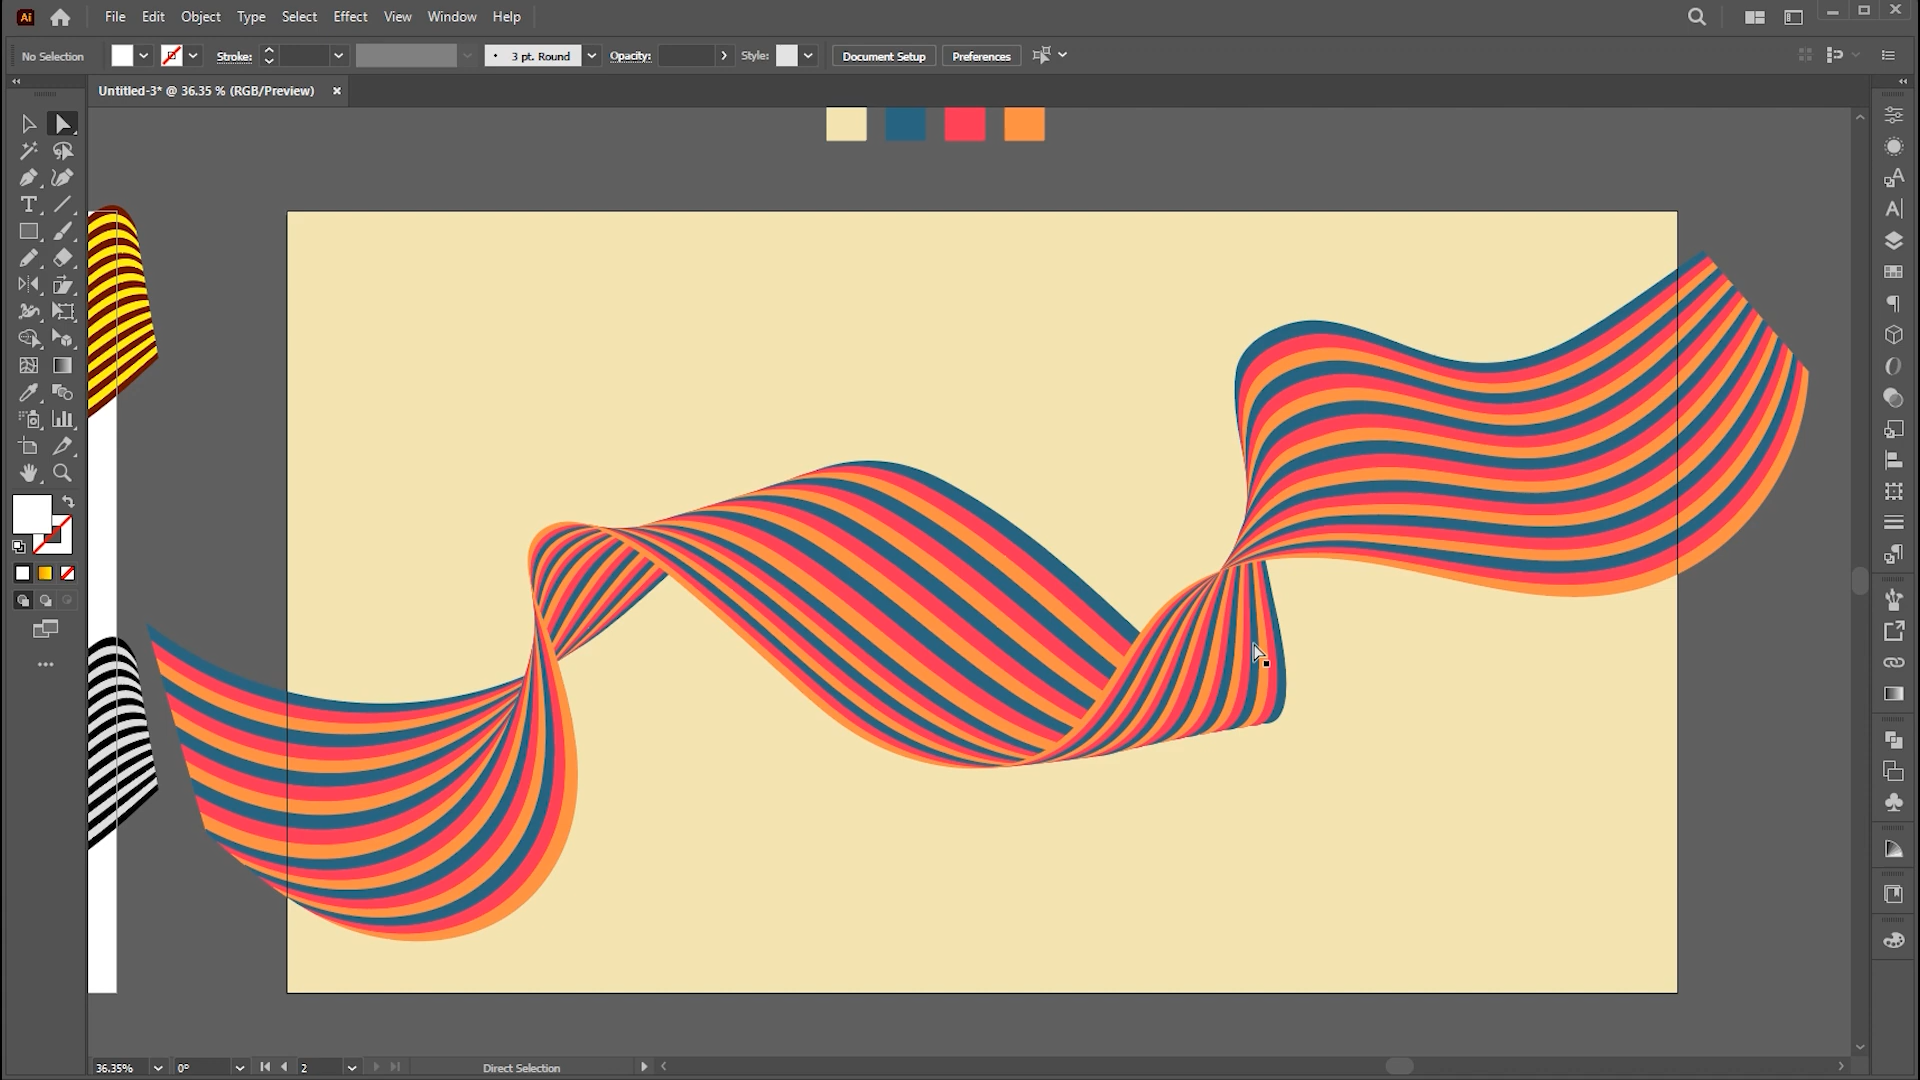 Ai File Edit Object Type Select Effect View Window Help
No Selection Stroke: 3 pt. Round Opacity: Style: Document Setup Preferences
Untitled-3* @ 36.35 % (RGB/Preview) ×
36.35% 0° 2 Direct Selection